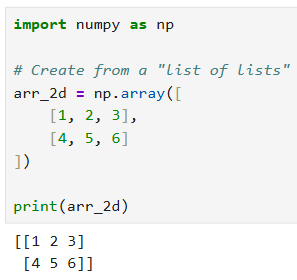 import numpy as np
# Create from a "list of lists"
arr_2d = np.array([
    [1, 2, 3],
    [4, 5, 6]
])
print(arr_2d)
[[1 2 3]
 [4 5 6]]